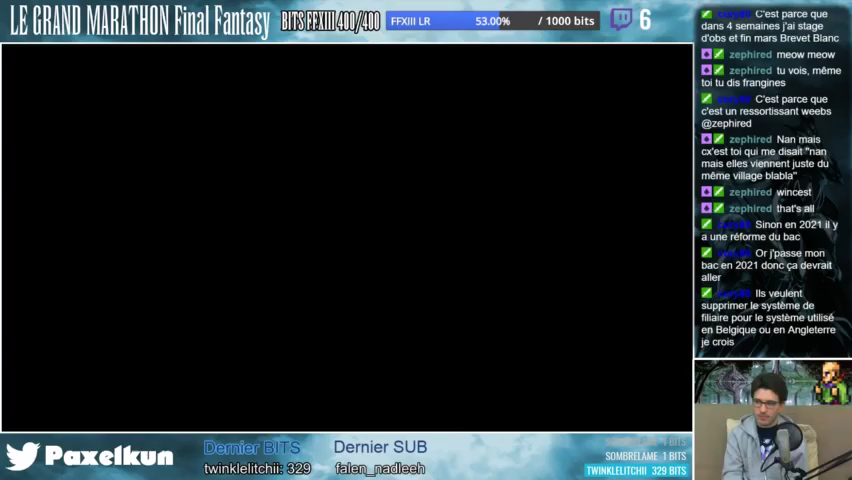 LE GRAND MARATHON Final Fantasy
BITS FFXIII 400/400
FFXIII LR 53.00% / 1000 bits
6
C'est parce que
dans 4 semaines j'ai stage
d'obs et fin mars Brevet Blanc
zephired meow meow
zephired tu vois, même
toi tu dis frangines
C'est parce que
c'est un ressortissant weebs
@zephired
zephired Nan mais
cx'est toi qui me disait "nan
mais elles viennent juste du
même village blabla"
zephired wincest
zephired that's all
Sinon en 2021 il y
a une réforme du bac
Or j'passe mon
bac en 2021 donc ça devrait
aller
Ils veulent
supprimer le système de
filiaire pour le système utilisé
en Belgique ou en Angleterre
je crois
Paxelkun
Dernier BITS
twinklelitchii: 329
Dernier SUB
falen_nadleeh
SOMBRELAME 1 BITS
TWINKLELITCHII 329 BITS